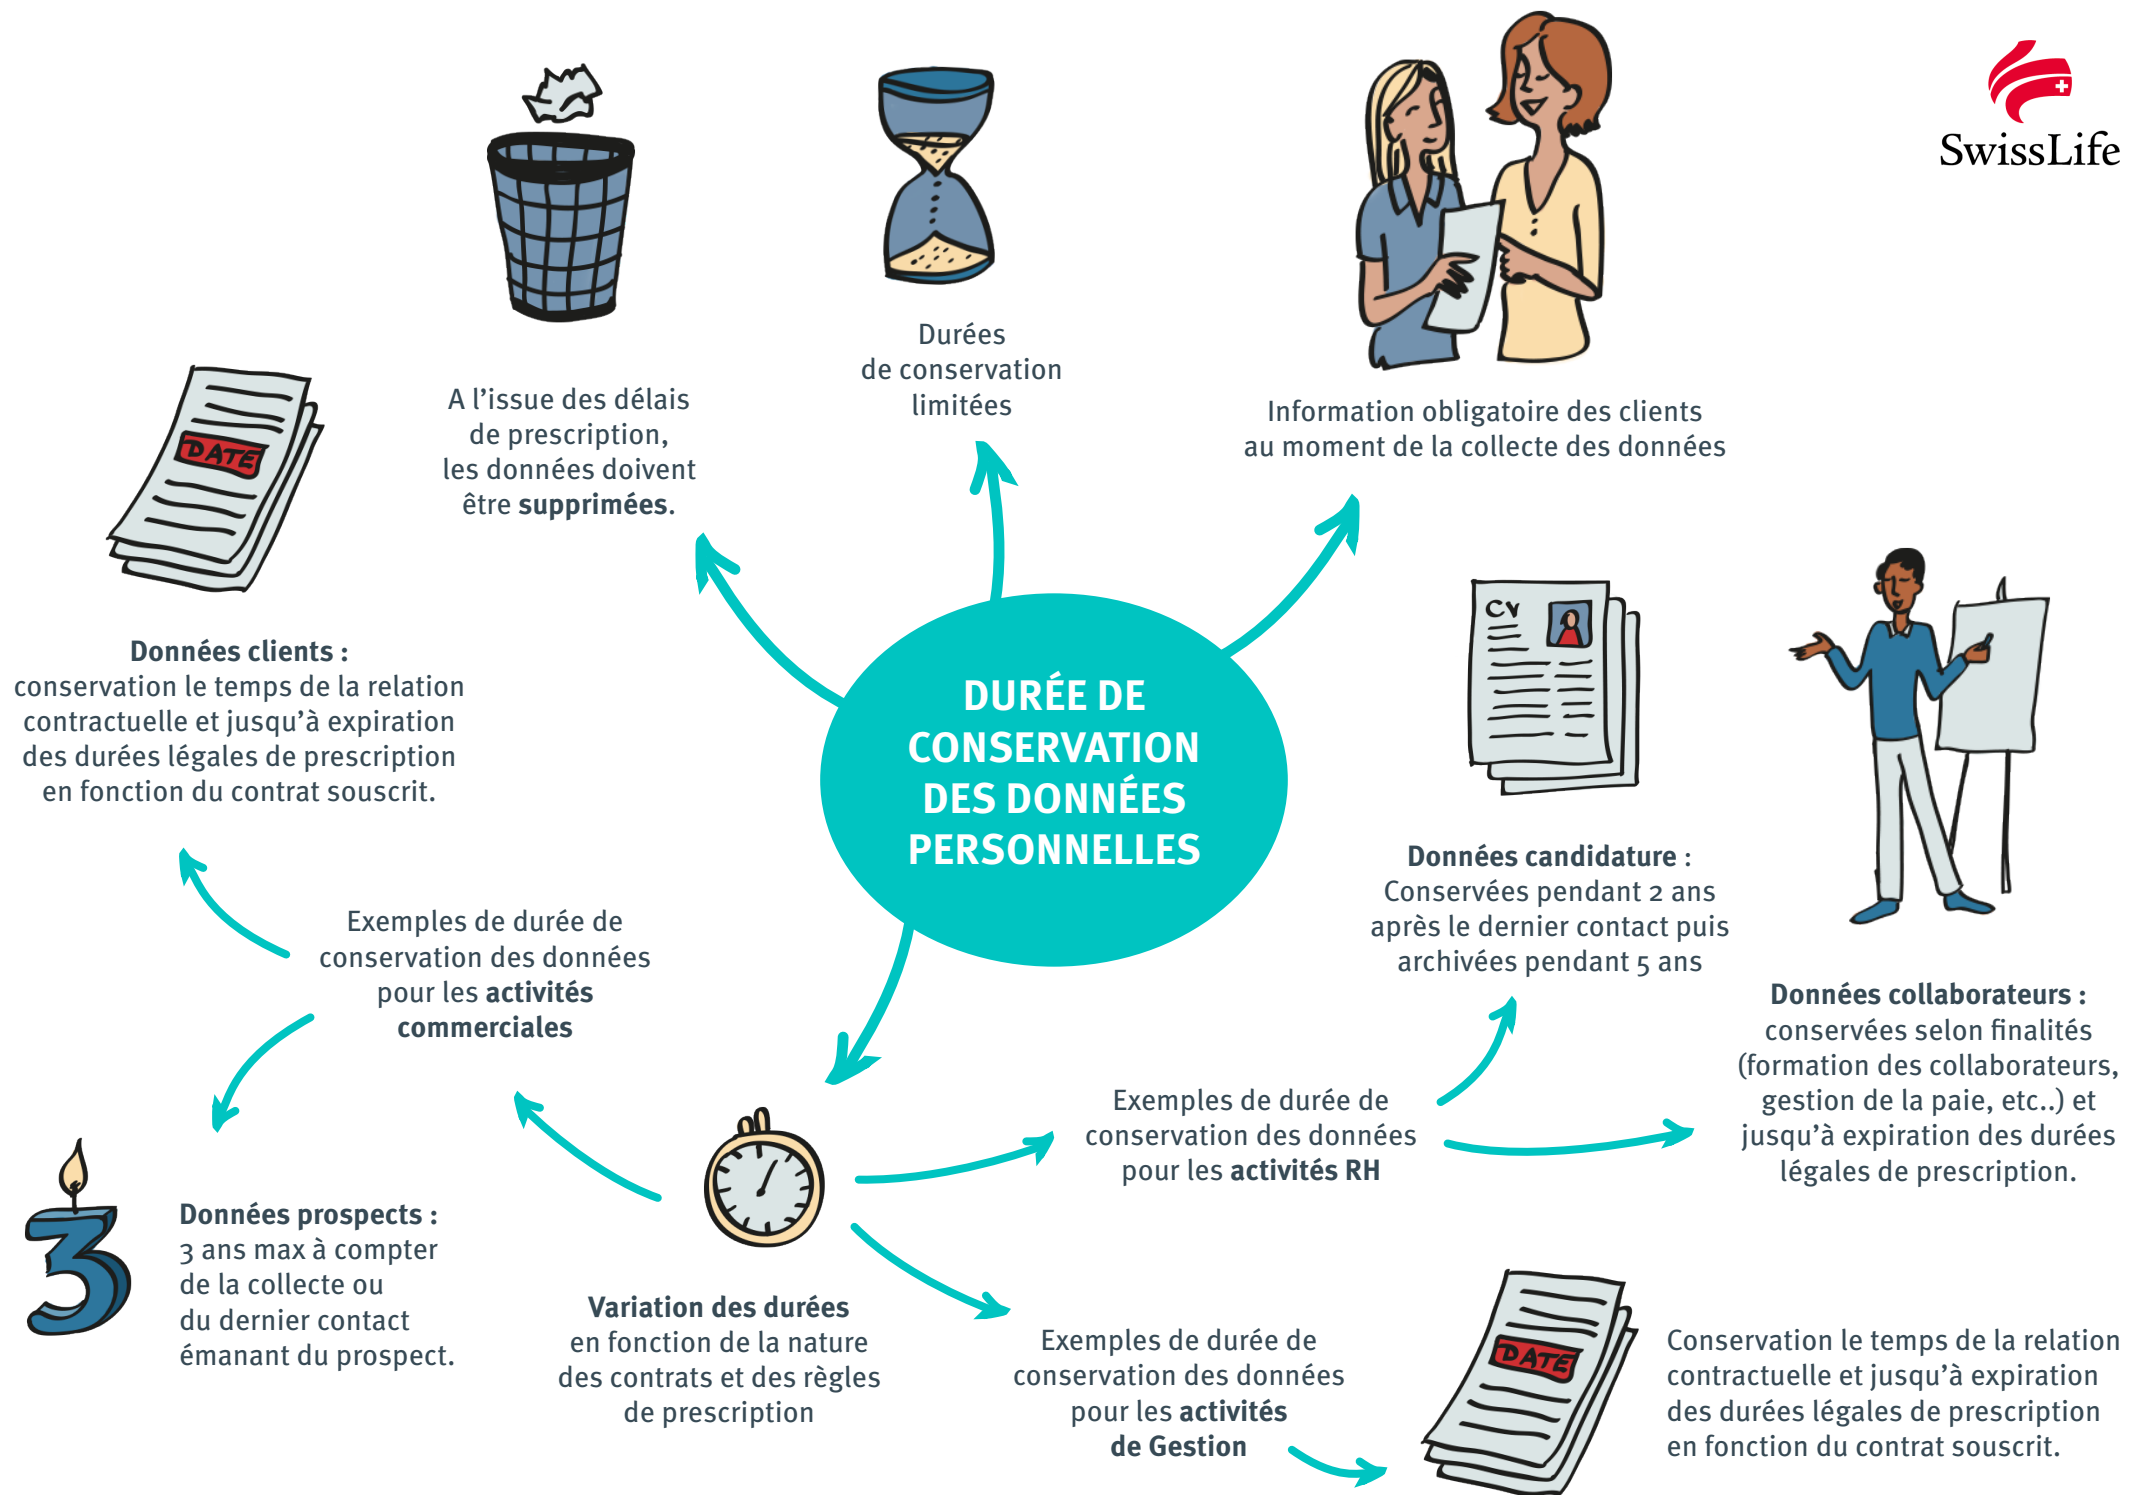 SwissLife
Durées
de conservation
limitées
A l’issue des délais
de prescription,
les données doivent
être supprimées.
Information obligatoire des clients
au moment de la collecte des données
DATE
Données clients :
conservation le temps de la relation
contractuelle et jusqu’à expiration
des durées légales de prescription
en fonction du contrat souscrit.
DURÉE DE
CONSERVATION
DES DONNÉES
PERSONNELLES
CV
Données candidature :
Conservées pendant 2 ans
après le dernier contact puis
archivées pendant 5 ans
Données collaborateurs :
conservées selon finalités
(formation des collaborateurs,
gestion de la paie, etc..) et
jusqu’à expiration des durées
légales de prescription.
Exemples de durée de
conservation des données
pour les activités
commerciales
Exemples de durée de
conservation des données
pour les activités RH
3
Données prospects :
3 ans max à compter
de la collecte ou
du dernier contact
émanant du prospect.
Variation des durées
en fonction de la nature
des contrats et des règles
de prescription
Exemples de durée de
conservation des données
pour les activités
de Gestion
DATE
Conservation le temps de la relation
contractuelle et jusqu’à expiration
des durées légales de prescription
en fonction du contrat souscrit.